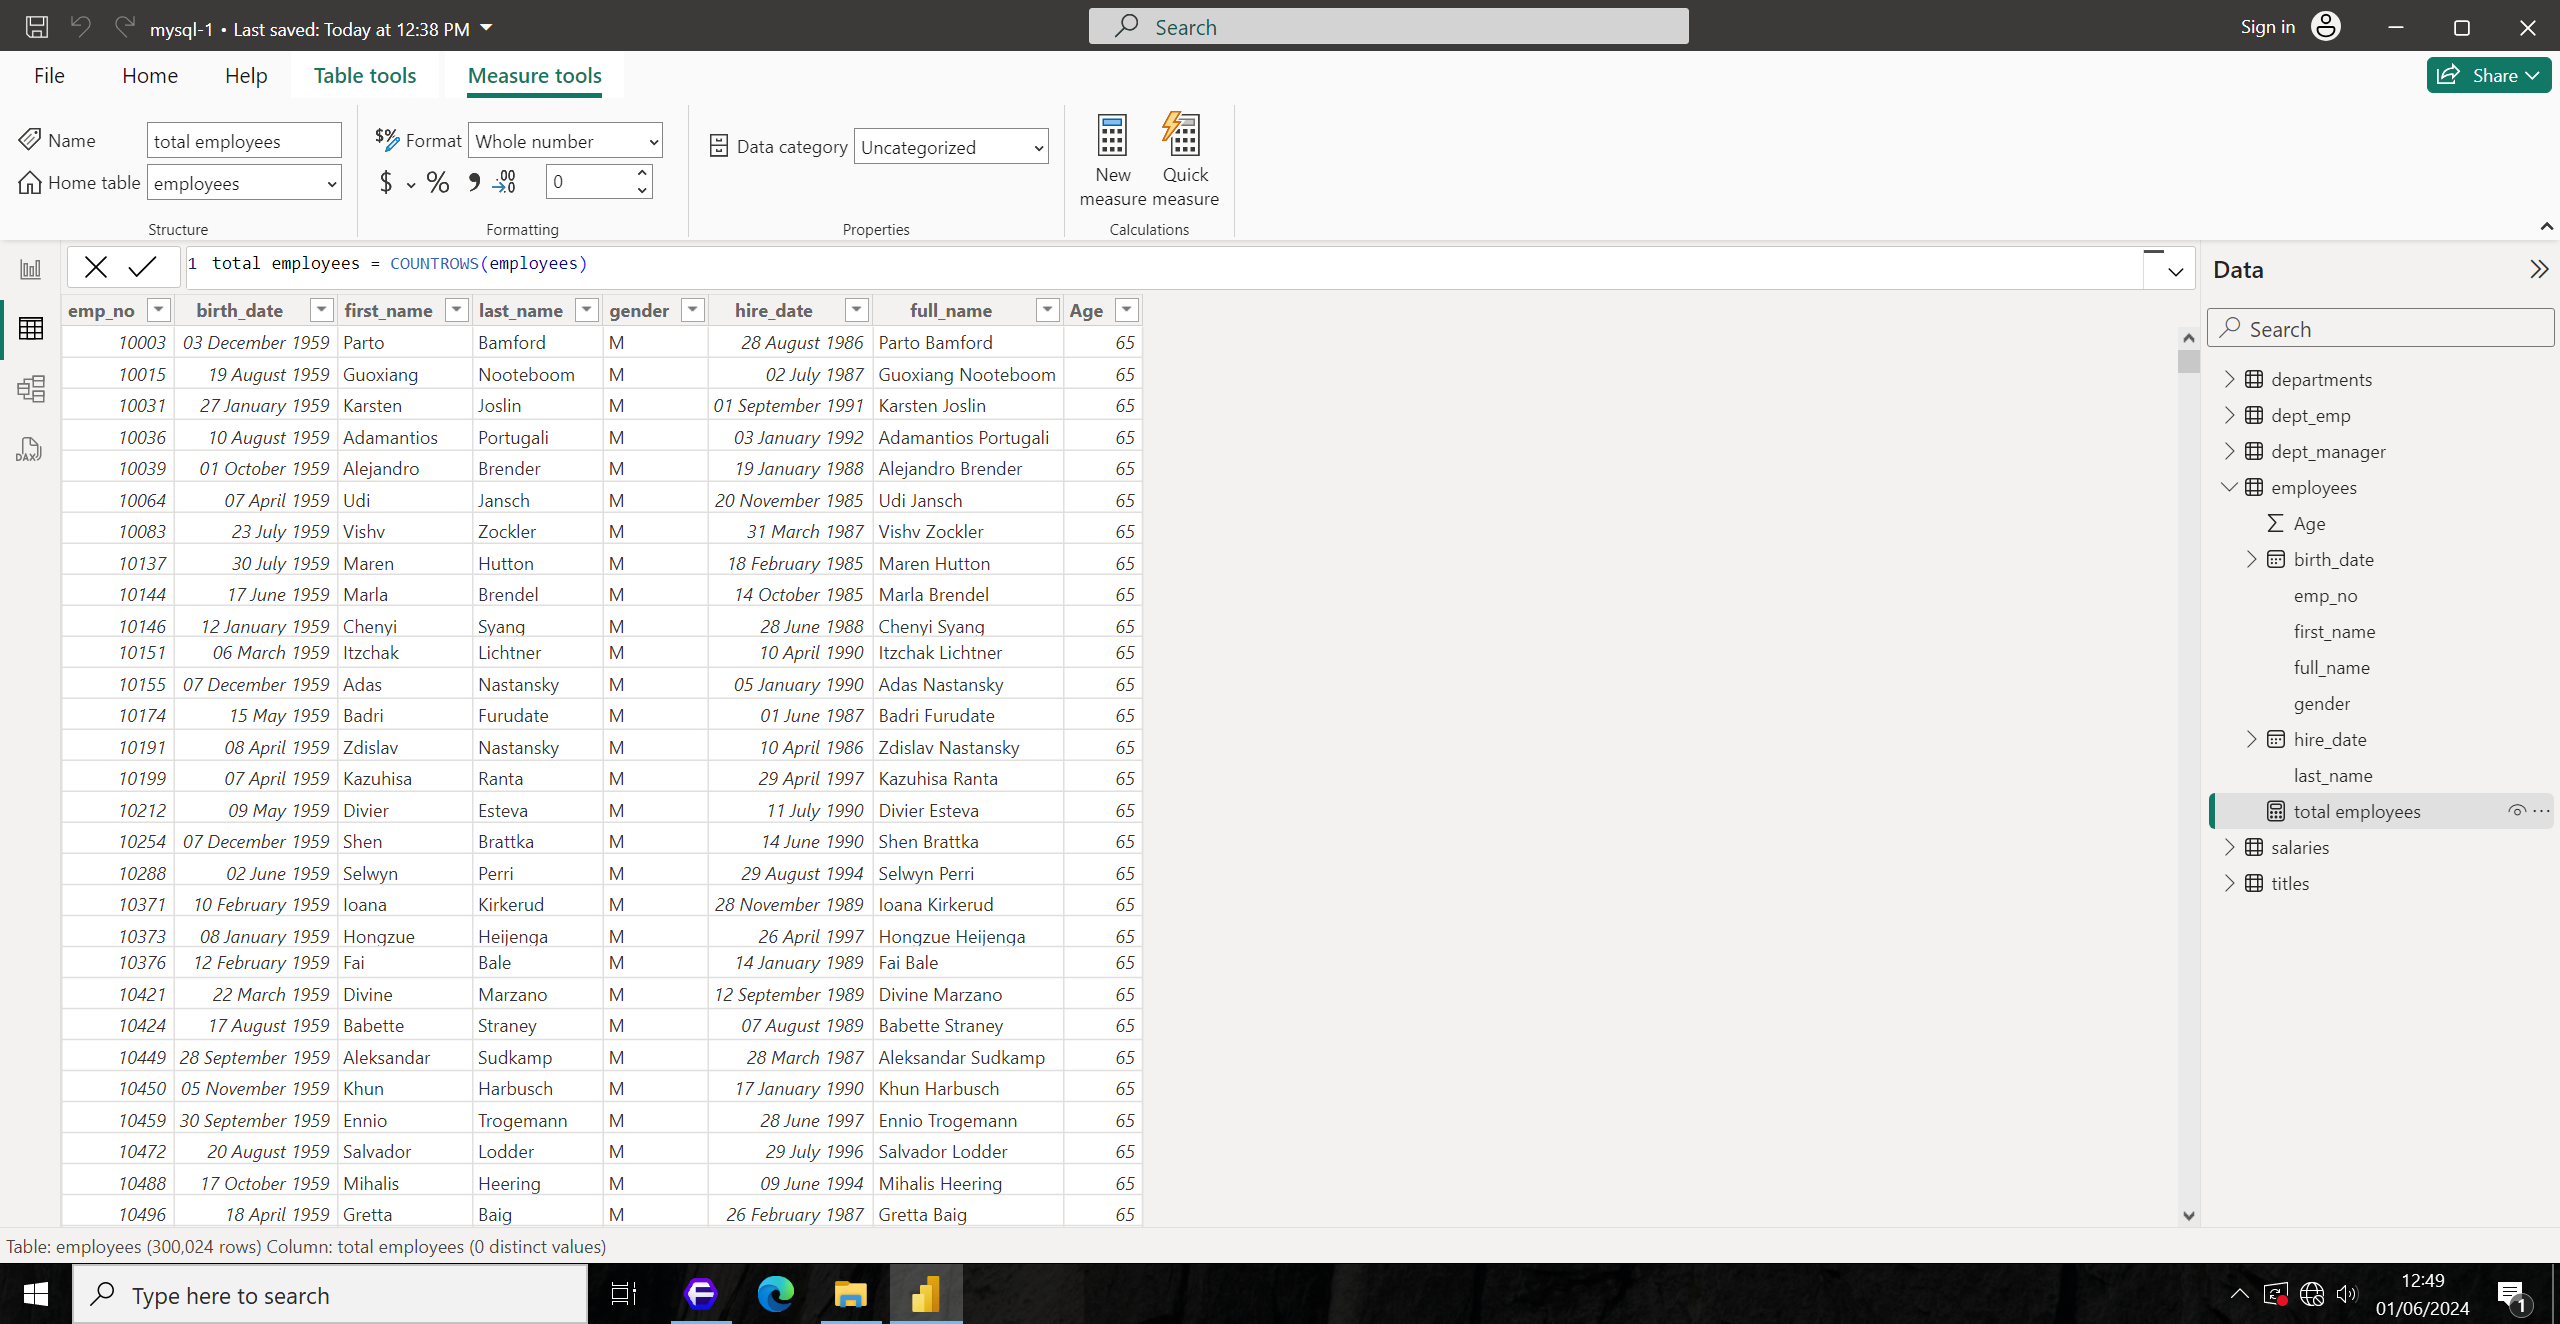 mysql-1 • Last saved: Today at 12:38 PM
Search
Sign in
File Home Help Table tools Measure tools
Share
Name total employees
Home table employees
Structure
Format Whole number
$ % 9 .00 0
Formatting
Data category Uncategorized
Properties
New measure
Quick measure
Calculations
1 total employees = COUNTROWS(employees)
emp_no birth_date first_name last_name gender hire_date full_name Age
10003 03 December 1959 Parto Bamford M 28 August 1986 Parto Bamford 65
10015 19 August 1959 Guoxiang Nooteboom M 02 July 1987 Guoxiang Nooteboom 65
10031 27 January 1959 Karsten Joslin M 01 September 1991 Karsten Joslin 65
10036 10 August 1959 Adamantios Portugali M 03 January 1992 Adamantios Portugali 65
10039 01 October 1959 Alejandro Brender M 19 January 1988 Alejandro Brender 65
10064 07 April 1959 Udi Jansch M 20 November 1985 Udi Jansch 65
10083 23 July 1959 Vishv Zockler M 31 March 1987 Vishv Zockler 65
10137 30 July 1959 Maren Hutton M 18 February 1985 Maren Hutton 65
10144 17 June 1959 Marla Brendel M 14 October 1985 Marla Brendel 65
10146 12 January 1959 Chenyi Syang M 28 June 1988 Chenyi Syang 65
10151 06 March 1959 Itzchak Lichtner M 10 April 1990 Itzchak Lichtner 65
10155 07 December 1959 Adas Nastansky M 05 January 1990 Adas Nastansky 65
10174 15 May 1959 Badri Furudate M 01 June 1987 Badri Furudate 65
10191 08 April 1959 Zdislav Nastansky M 10 April 1986 Zdislav Nastansky 65
10199 07 April 1959 Kazuhisa Ranta M 29 April 1997 Kazuhisa Ranta 65
10212 09 May 1959 Divier Esteva M 11 July 1990 Divier Esteva 65
10254 07 December 1959 Shen Brattka M 14 June 1990 Shen Brattka 65
10288 02 June 1959 Selwyn Perri M 29 August 1994 Selwyn Perri 65
10371 10 February 1959 Ioana Kirkerud M 28 November 1989 Ioana Kirkerud 65
10373 08 January 1959 Hongzue Heijenga M 26 April 1997 Hongzue Heijenga 65
10376 12 February 1959 Fai Bale M 14 January 1989 Fai Bale 65
10421 22 March 1959 Divine Marzano M 12 September 1989 Divine Marzano 65
10424 17 August 1959 Babette Straney M 07 August 1989 Babette Straney 65
10449 28 September 1959 Aleksandar Sudkamp M 28 March 1987 Aleksandar Sudkamp 65
10450 05 November 1959 Khun Harbusch M 17 January 1990 Khun Harbusch 65
10459 30 September 1959 Ennio Trogemann M 28 June 1997 Ennio Trogemann 65
10472 20 August 1959 Salvador Lodder M 29 July 1996 Salvador Lodder 65
10488 17 October 1959 Mihalis Heering M 09 June 1994 Mihalis Heering 65
10496 18 April 1959 Gretta Baig M 26 February 1987 Gretta Baig 65
DAX
Data
Search
departments
dept_emp
dept_manager
employees
Age
birth_date
emp_no
first_name
full_name
gender
hire_date
last_name
total employees
salaries
titles
Table: employees (300,024 rows) Column: total employees (0 distinct values)
Type here to search
12:49
01/06/2024
1